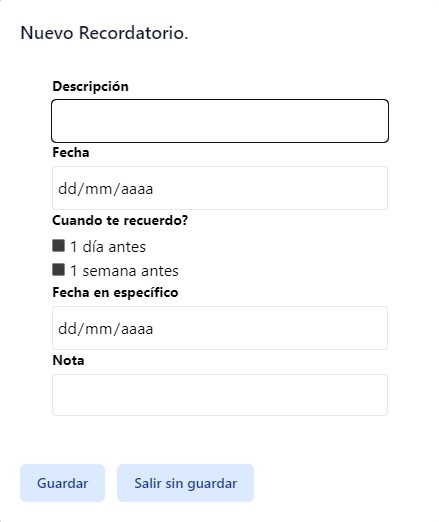 Nuevo Recordatorio.
Descripción
Fecha
dd/mm/aaaa
Cuando te recuerdo?
1 día antes
1 semana antes
Fecha en específico
dd/mm/aaaa
Nota
Guardar Salir sin guardar